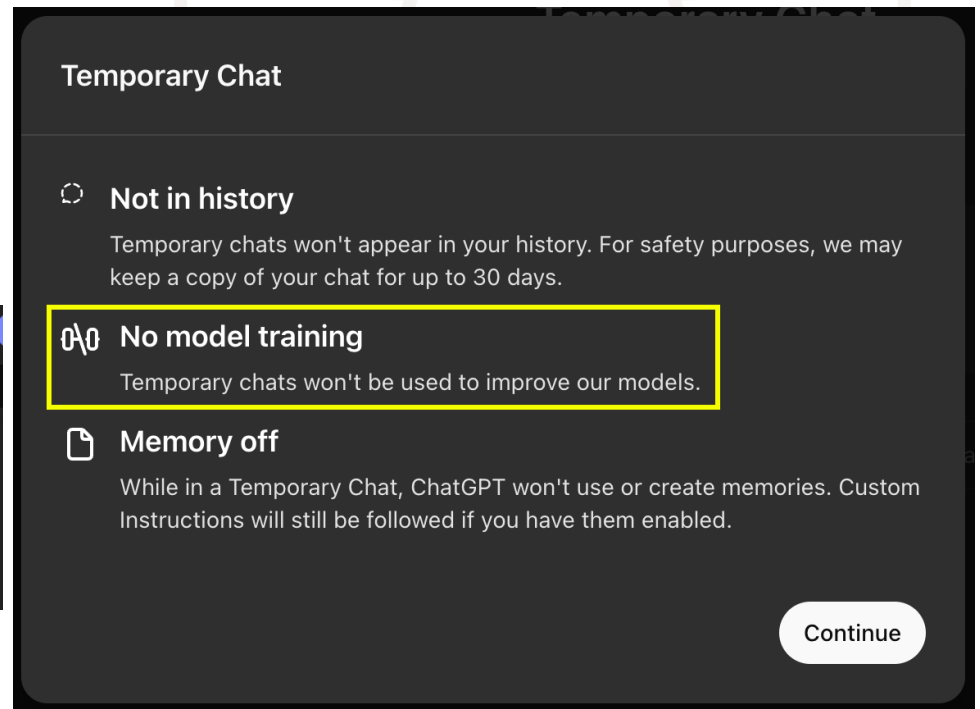 Temporary Chat
Temporary Chat
Not in history
Temporary chats won't appear in your history. For safety purposes, we may
keep a copy of your chat for up to 30 days.
No model training
Temporary chats won't be used to improve our models.
Memory off
While in a Temporary Chat, ChatGPT won't use or create memories. Custom
Instructions will still be followed if you have them enabled.
Continue